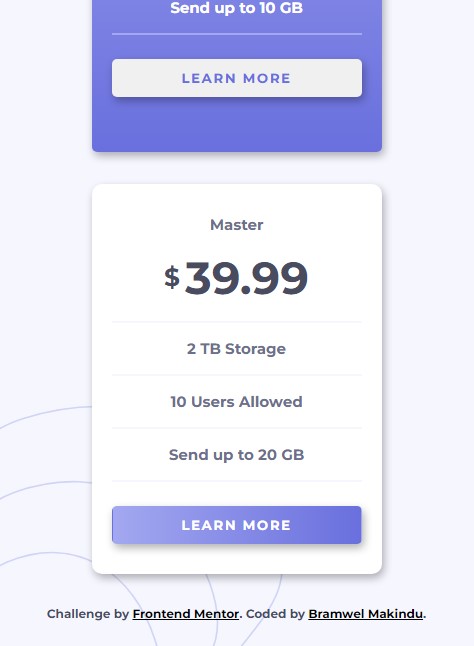 Send up to 10 GB
LEARN MORE
Master
$39.99
2 TB Storage
10 Users Allowed
Send up to 20 GB
LEARN MORE
Challenge by Frontend Mentor. Coded by Bramwel Makindu.